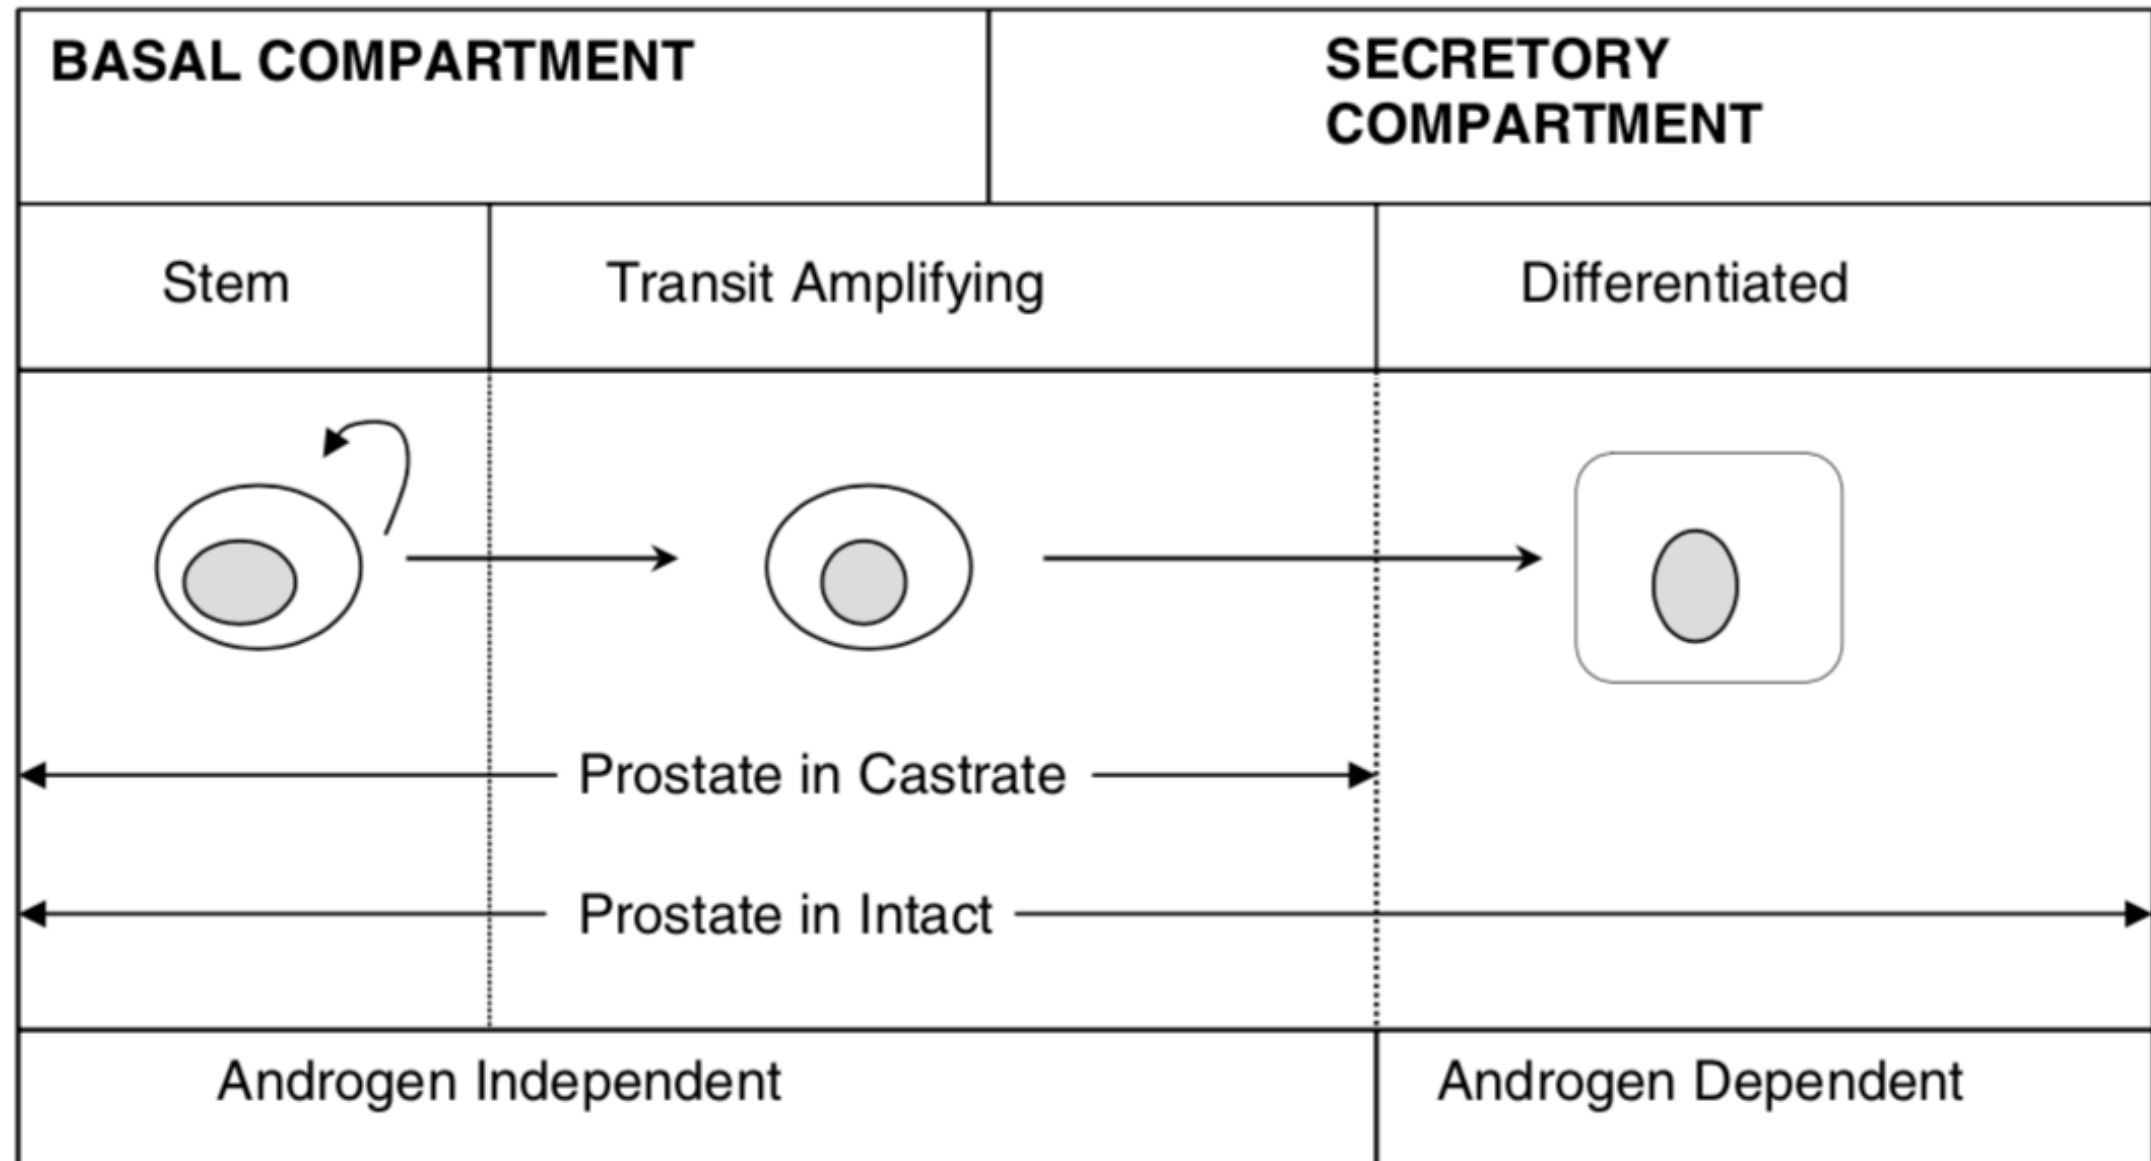 BASAL COMPARTMENT
SECRETORY
COMPARTMENT
Stem
Transit Amplifying
Differentiated
Prostate in Castrate
Prostate in Intact
Androgen Independent
Androgen Dependent